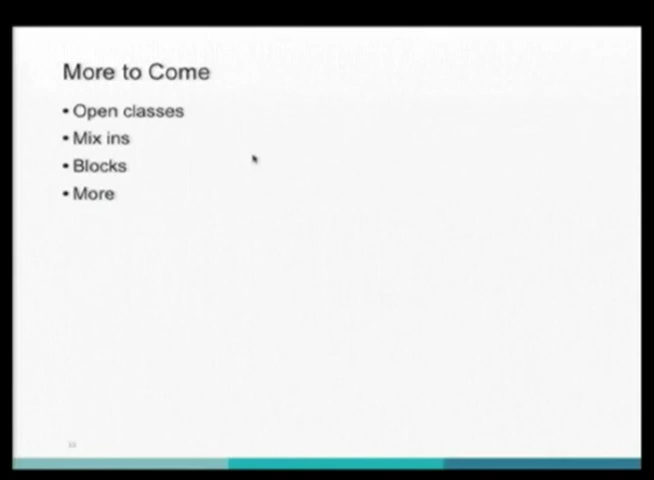 More to Come
• Open classes
• Mix ins
• Blocks
• More